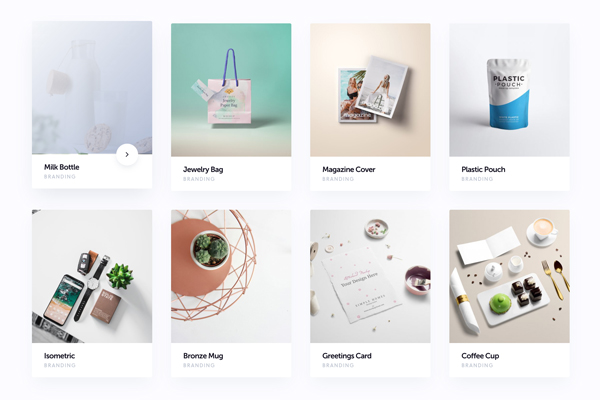 Milk Bottle
BRANDING
Jewelry Bag
BRANDING
Magazine Cover
BRANDING
PLASTIC
POUCH
Plastic Pouch
BRANDING
magazine
Isometric
BRANDING
Bronze Mug
BRANDING
Your Design Here
Greetings Card
BRANDING
Coffee Cup
BRANDING